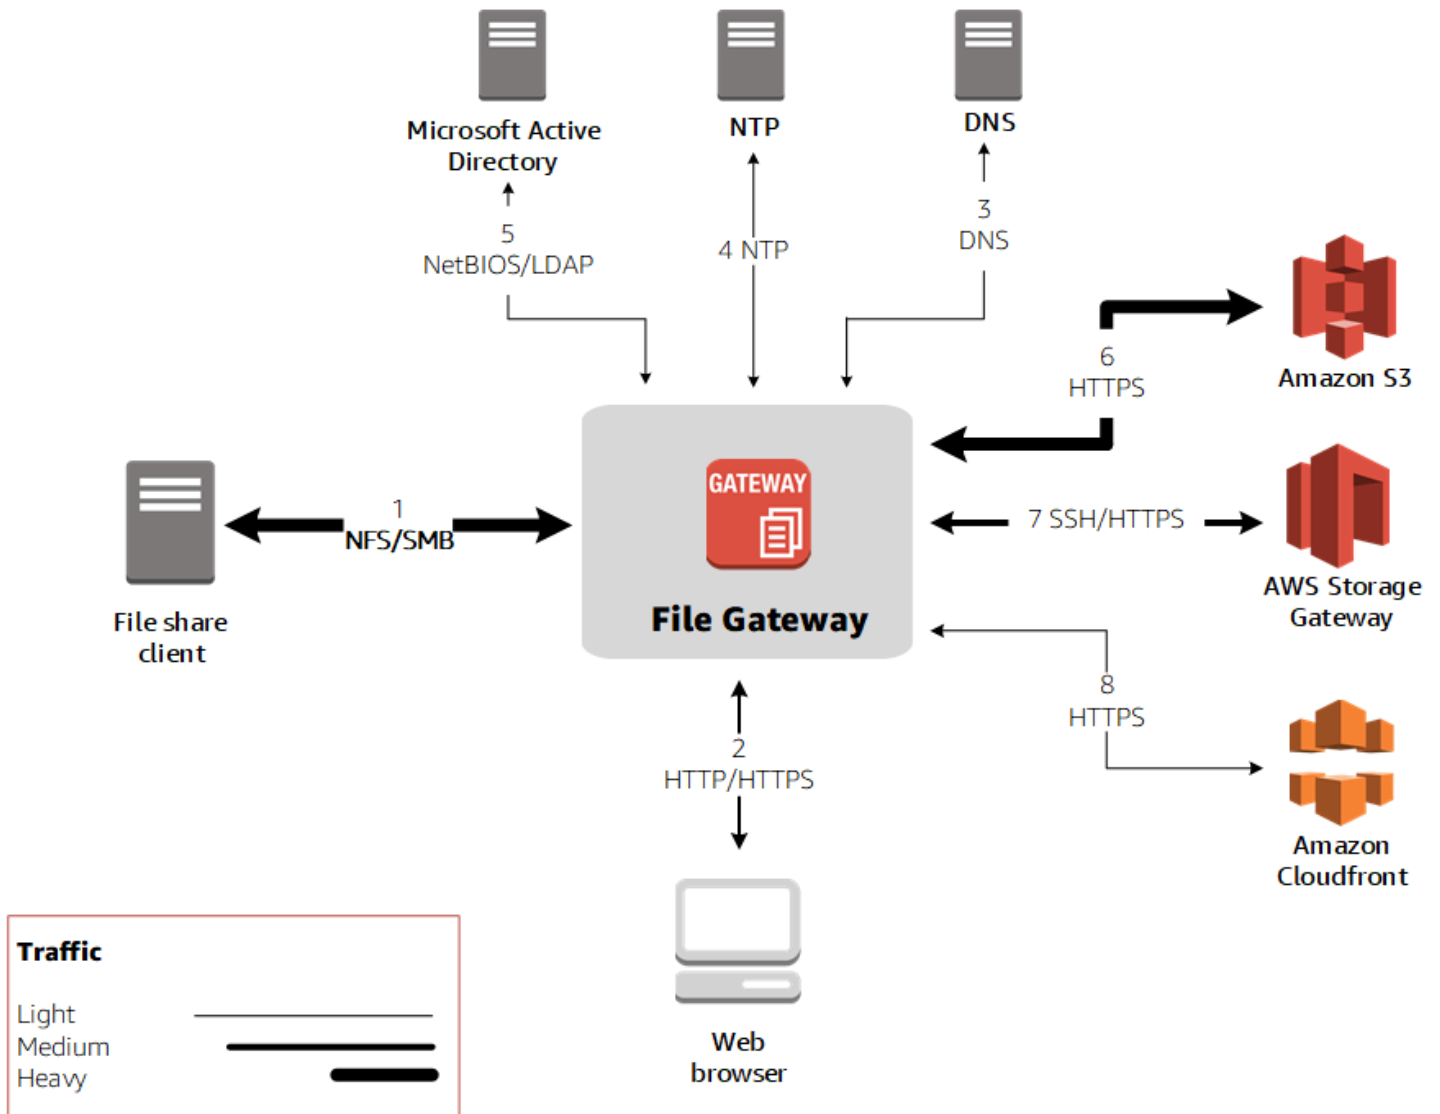 Microsoft Active
Directory
NTP
DNS
5
NetBIOS/LDAP
4 NTP
3
DNS
6
HTTPS
Amazon S3
1
NFS/SMB
File share
client
GATEWAY
File Gateway
7 SSH/HTTPS
AWS Storage
Gateway
8
HTTPS
Amazon
Cloudfront
2
HTTP/HTTPS
Web
browser
Traffic
Light
Medium
Heavy